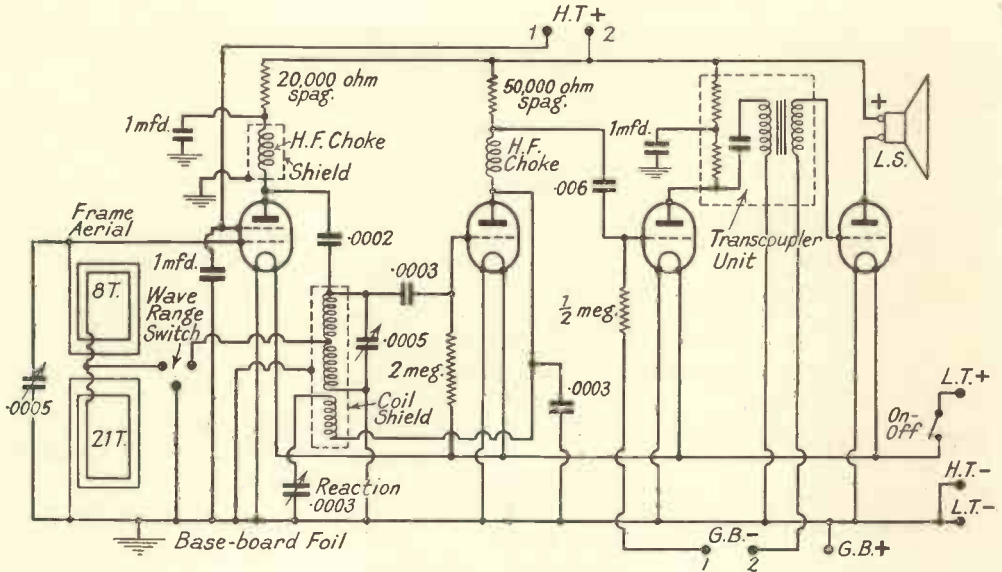 H.T+
1
2
20,000 ohm
spag.
50,000 ohm
spag.
1mfd.
H.F. Choke
Shield
H.F.
Choke
1mfd.
.006
+
L.S.
Frame
Aerial
1mfd.
.0002
Transcoupler
Unit
8T.
Wave
Range
Switch
.0003
.0005
½ meg.
2 meg.
.0005
.0003
Coil
Shield
21T.
L.T.+
On-
Off
Reaction
.0003
H.T.-
L.T.-
Base-board Foil
G.B.-
1
2
G.B.+